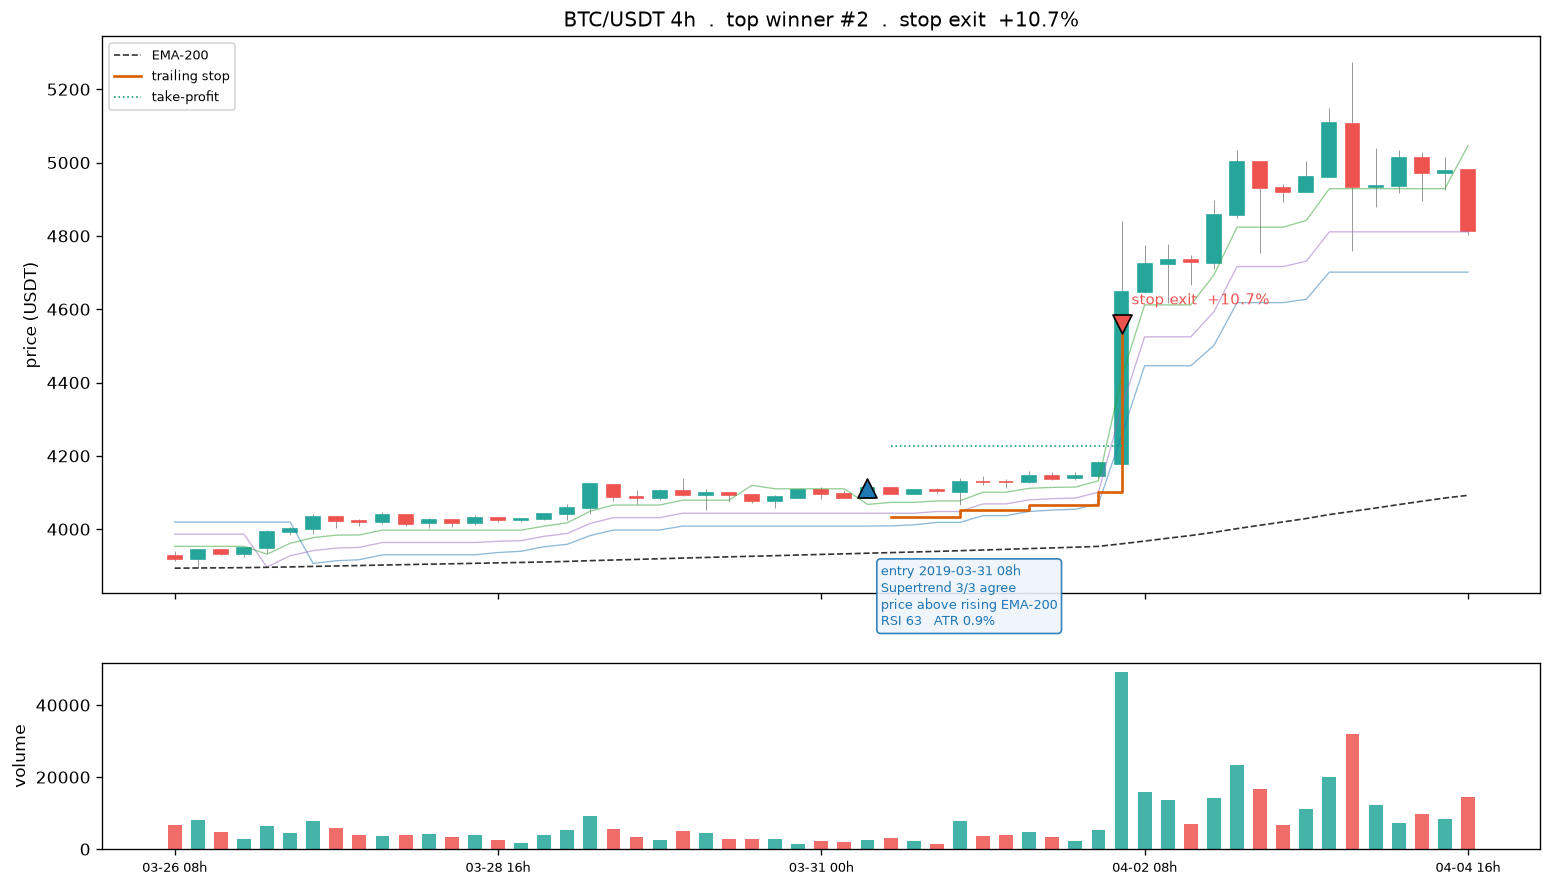 BTC/USDT 4h . top winner #2 . stop exit +10.7%
EMA-200
trailing stop
take-profit
price (USDT)
5200
5000
4800
4600
4400
4200
4000
stop exit +10.7%
entry 2019-03-31 08h
Supertrend 3/3 agree
price above rising EMA-200
RSI 63 ATR 0.9%
volume
40000
20000
0
03-26 08h
03-28 16h
03-31 00h
04-02 08h
04-04 16h